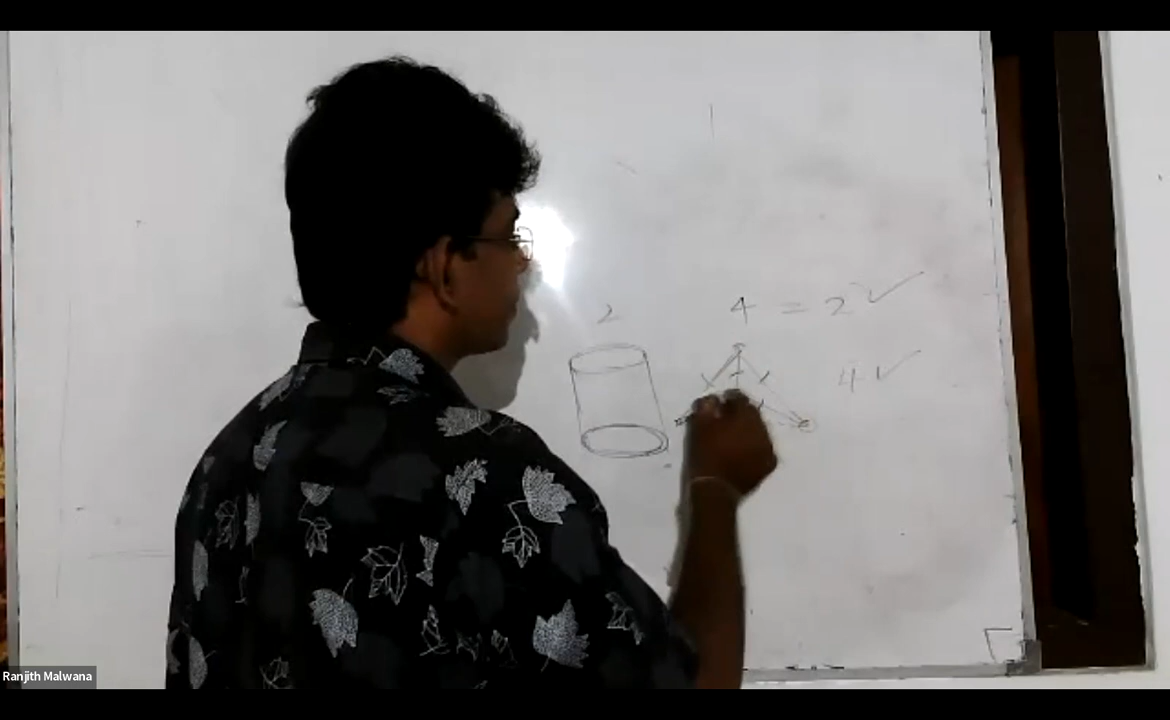 2
4 = 2 ✓
4 ✓
Ranjith Malwana